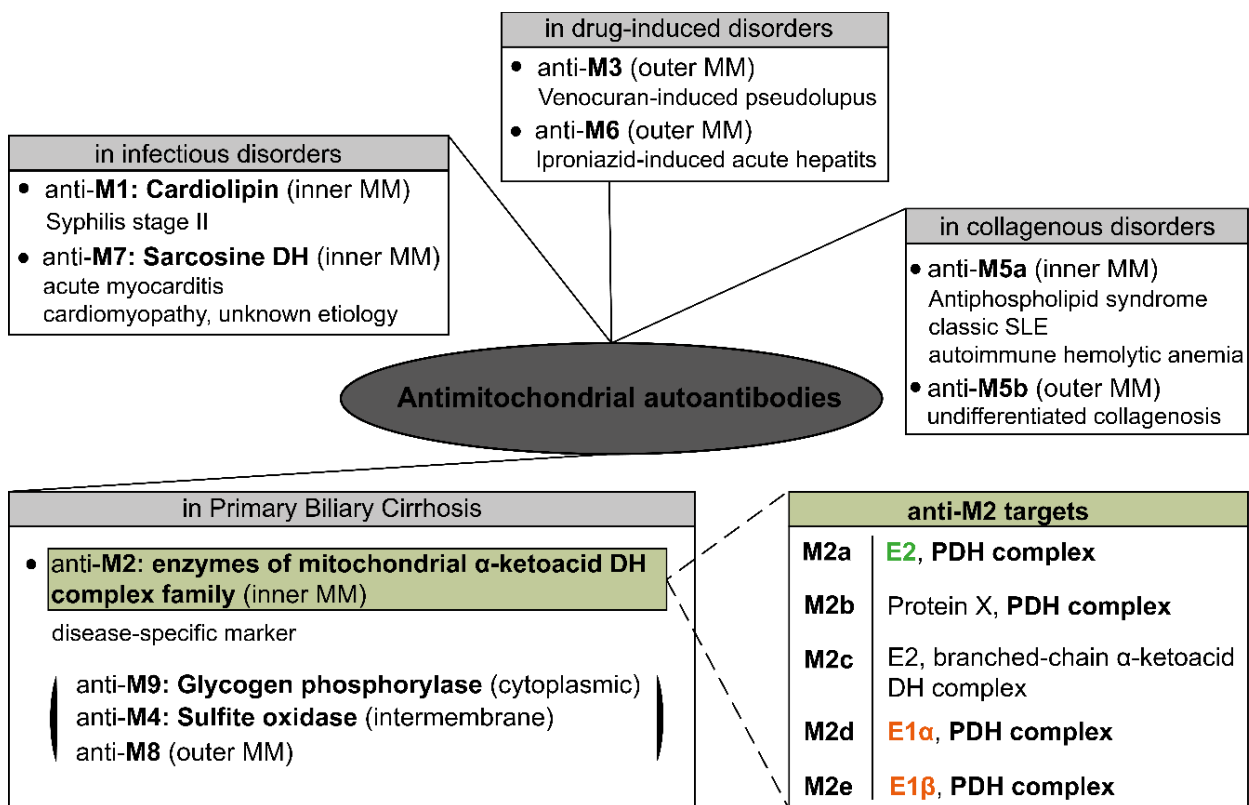 in drug-induced disorders
• anti-M3 (outer MM)
Venocuran-induced pseudolupus
• anti-M6 (outer MM)
Iproniazid-induced acute hepatits
in infectious disorders
• anti-M1: Cardiolipin (inner MM)
Syphilis stage II
• anti-M7: Sarcosine DH (inner MM)
acute myocarditis
cardiomyopathy, unknown etiology
in collagenous disorders
• anti-M5a (inner MM)
Antiphospholipid syndrome
classic SLE
autoimmune hemolytic anemia
• anti-M5b (outer MM)
undifferentiated collagenosis
Antimitochondrial autoantibodies
in Primary Biliary Cirrhosis
• anti-M2: enzymes of mitochondrial α-ketoacid DH
complex family (inner MM)
disease-specific marker
anti-M9: Glycogen phosphorylase (cytoplasmic)
anti-M4: Sulfite oxidase (intermembrane)
anti-M8 (outer MM)
anti-M2 targets
M2a E2, PDH complex
M2b Protein X, PDH complex
M2c E2, branched-chain α-ketoacid
DH complex
M2d E1α, PDH complex
M2e E1β, PDH complex